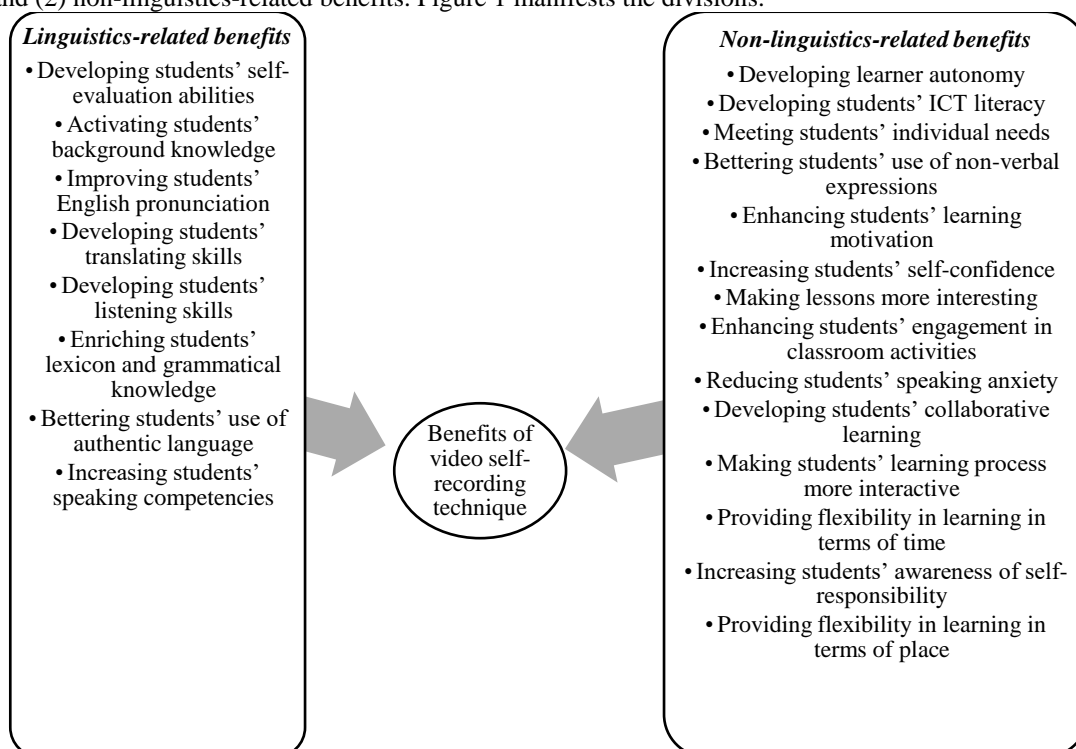 and (2) non-linguistics-related benefits. Figure 1 manifests the divisions.
Linguistics-related benefits
• Developing students’ self-
evaluation abilities
• Activating students’
background knowledge
• Improving students’
English pronunciation
• Developing students’
translating skills
• Developing students’
listening skills
• Enriching students’
lexicon and grammatical
knowledge
• Bettering students’ use of
authentic language
• Increasing students’
speaking competencies
Benefits of
video self-
recording
technique
Non-linguistics-related benefits
• Developing learner autonomy
• Developing students’ ICT literacy
• Meeting students’ individual needs
• Bettering students’ use of non-verbal
expressions
• Enhancing students’ learning
motivation
• Increasing students’ self-confidence
• Making lessons more interesting
• Enhancing students’ engagement in
classroom activities
• Reducing students’ speaking anxiety
• Developing students’ collaborative
learning
• Making students’ learning process
more interactive
• Providing flexibility in learning in
terms of time
• Increasing students’ awareness of self-
responsibility
• Providing flexibility in learning in
terms of place